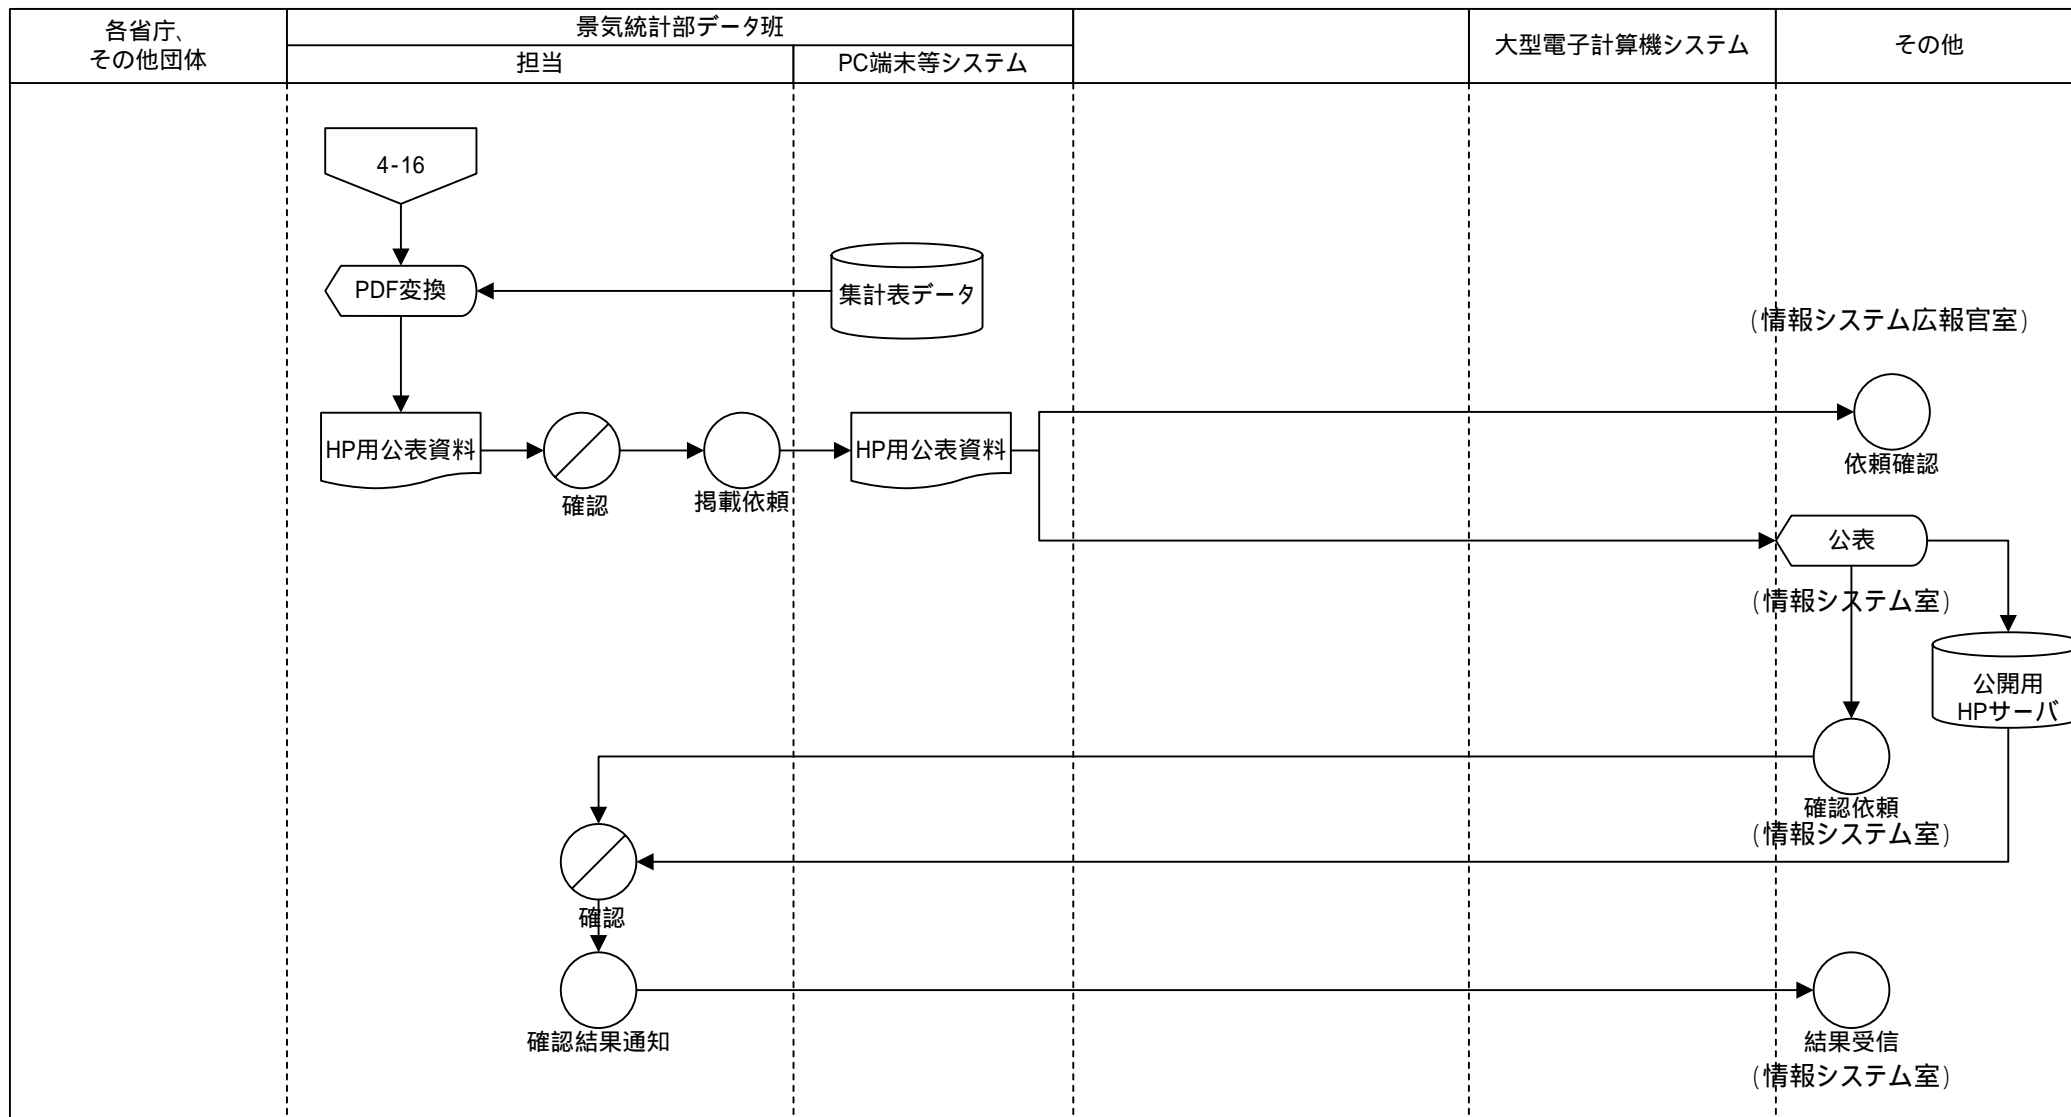 各省庁、
その他団体
景気統計部データ班
担当
PC端末等システム
大型電子計算機システム
その他
4-16
PDF変換
集計表データ
(情報システム広報官室)
HP用公表資料
確認
掲載依頼
HP用公表資料
依頼確認
公表
(情報システム室)
公開用
HPサーバ
確認依頼
(情報システム室)
確認
確認結果通知
結果受信
(情報システム室)